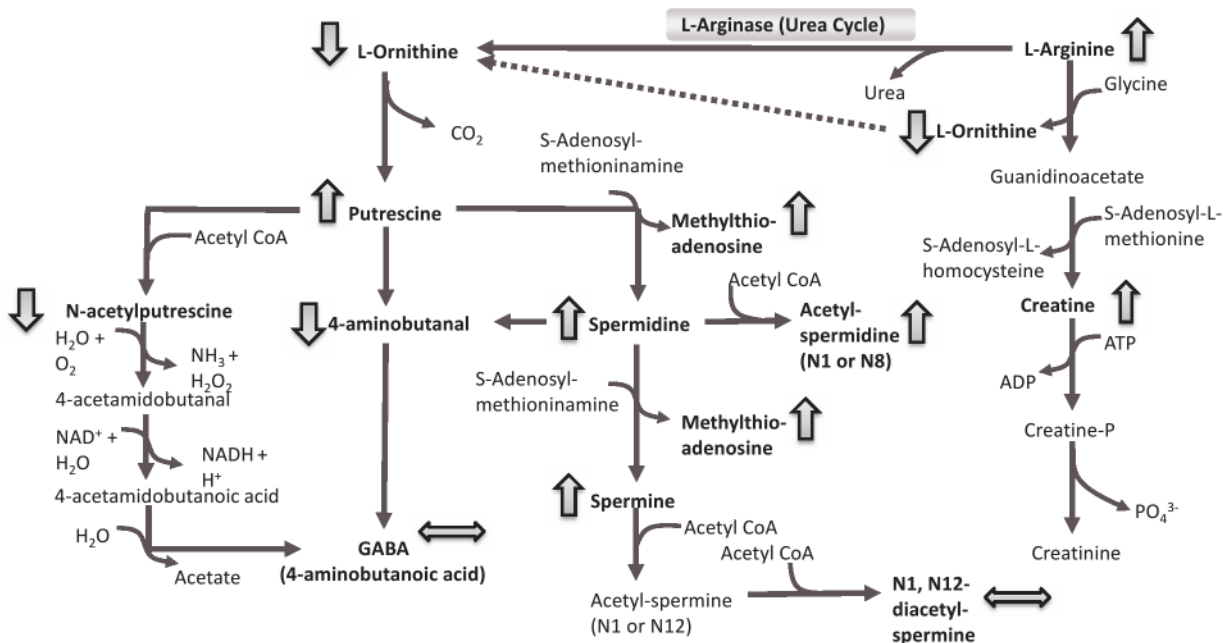 L-Arginase (Urea Cycle)
L-Ornithine
L-Arginine
Urea
Glycine
L-Ornithine
CO₂
S-Adenosyl-
methioninamine
Guanidinoacetate
Putrescine
Methylthio-
adenosine
S-Adenosyl-L-
methionine
Acetyl CoA
S-Adenosyl-L-
homocysteine
Acetyl CoA
N-acetylputrescine
4-aminobutanal
Spermidine
Acetyl-
spermidine
(N1 or N8)
Creatine
H₂O +
O₂
NH₃ +
H₂O₂
ATP
ADP
4-acetamidobutanal
S-Adenosyl-
methioninamine
Methylthio-
adenosine
Creatine-P
NAD⁺ +
H₂O
NADH +
H⁺
4-acetamidobutanoic acid
Spermine
PO₄³⁻
H₂O
Acetate
GABA
(4-aminobutanoic acid)
Acetyl CoA
Acetyl CoA
Creatinine
Acetyl-spermine
(N1 or N12)
N1, N12-
diacetyl-
spermine